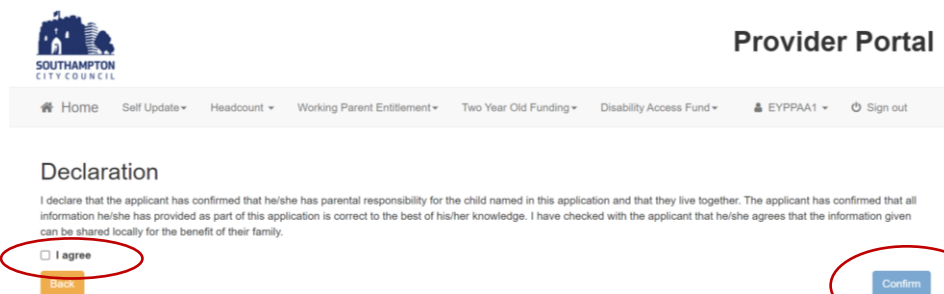 SOUTHAMPTON
CITY COUNCIL
Provider Portal
Home Self Update Headcount Working Parent Entitlement Two Year Old Funding Disability Access Fund EYPPAA1 Sign out
Declaration
I declare that the applicant has confirmed that he/she has parental responsibility for the child named in this application and that they live together. The applicant has confirmed that all
information he/she has provided as part of this application is correct to the best of his/her knowledge. I have checked with the applicant that he/she agrees that the information given
can be shared locally for the benefit of their family.
I agree
Back Confirm